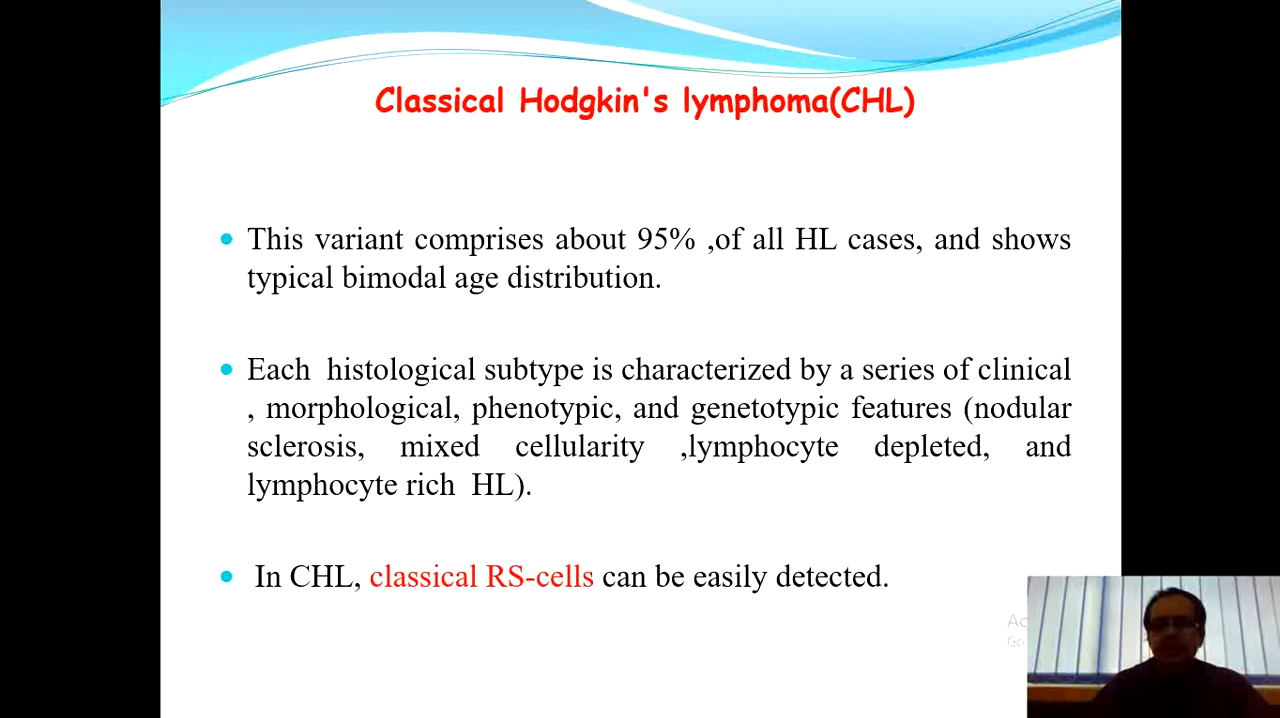 Classical Hodgkin's lymphoma(CHL)
This variant comprises about 95% ,of all HL cases, and shows
typical bimodal age distribution.
Each histological subtype is characterized by a series of clinical
, morphological, phenotypic, and genetotypic features (nodular
sclerosis, mixed cellularity ,lymphocyte depleted, and
lymphocyte rich HL).
In CHL, classical RS-cells can be easily detected.